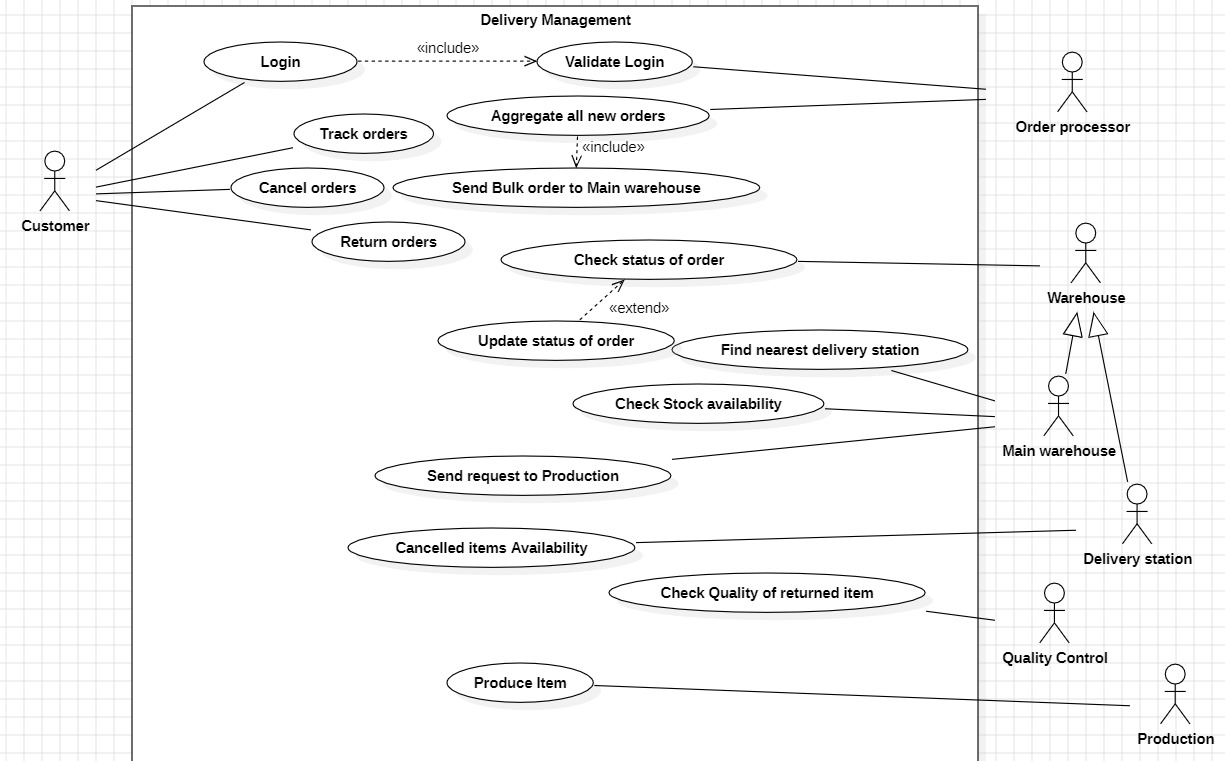 Delivery Management
Login
«include»
Validate Login
Aggregate all new orders
Order processor
Track orders
«include»
Cancel orders
Send Bulk order to Main warehouse
Customer
Return orders
Check status of order
Warehouse
«extend»
Update status of order
Find nearest delivery station
Check Stock availability
Main warehouse
Send request to Production
Cancelled items Availability
Delivery station
Check Quality of returned item
Quality Control
Produce Item
Production